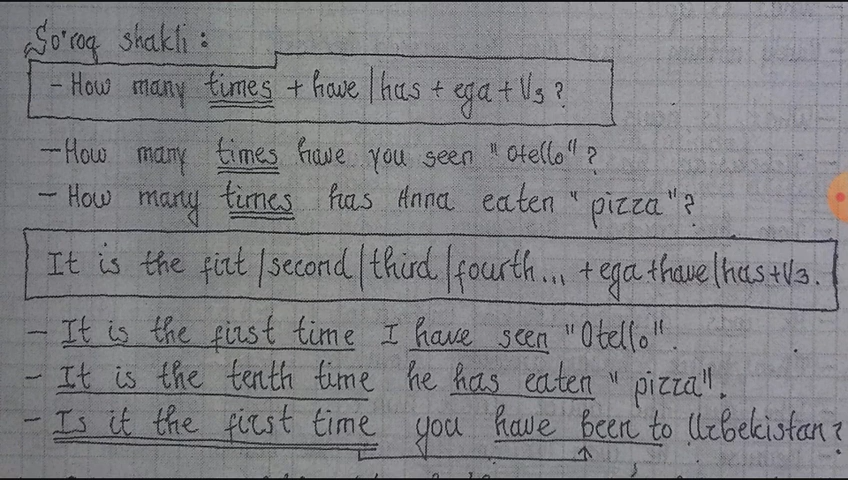 So'roq shakli :
- How many times + have | has + ega + V3 ?
- How many times have you seen "Otello" ?
- How many times has Anna eaten "pizza" ?
It is the firt | second | third | fourth... + ega + have | has + V3.
- It is the first time I have seen "Otello".
- It is the tenth time he has eaten "pizza".
- Is it the first time you have been to Uzbekistan ?